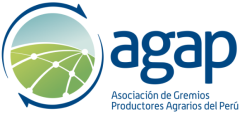 agap
Asociación de Gremios
Productores Agrarios del Perú